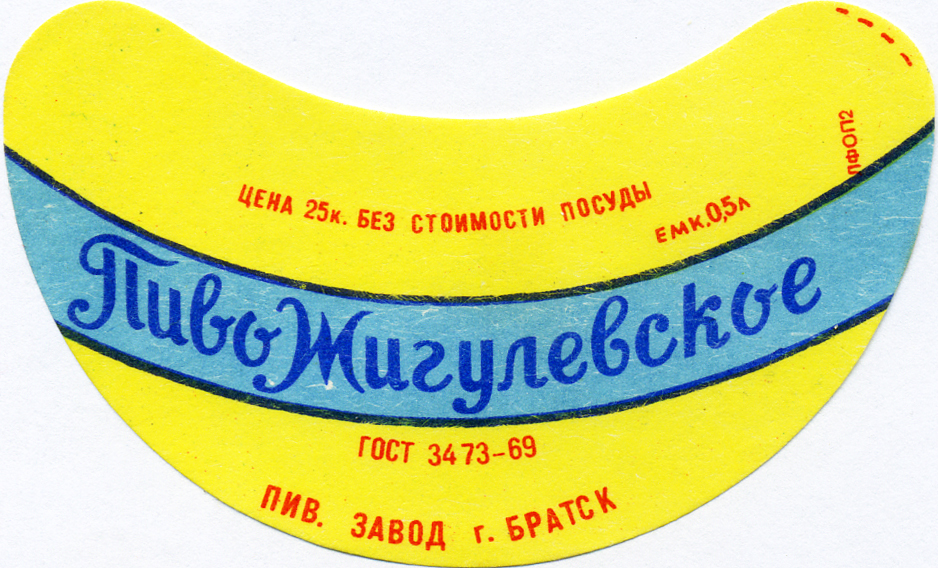 ЛФОП2
ЦЕНА 25к. БЕЗ СТОИМОСТИ ПОСУДЫ
ЕМК.0,5л
Пиво Жигулевское
ГОСТ 3473-69
ПИВ. ЗАВОД г. БРАТСК